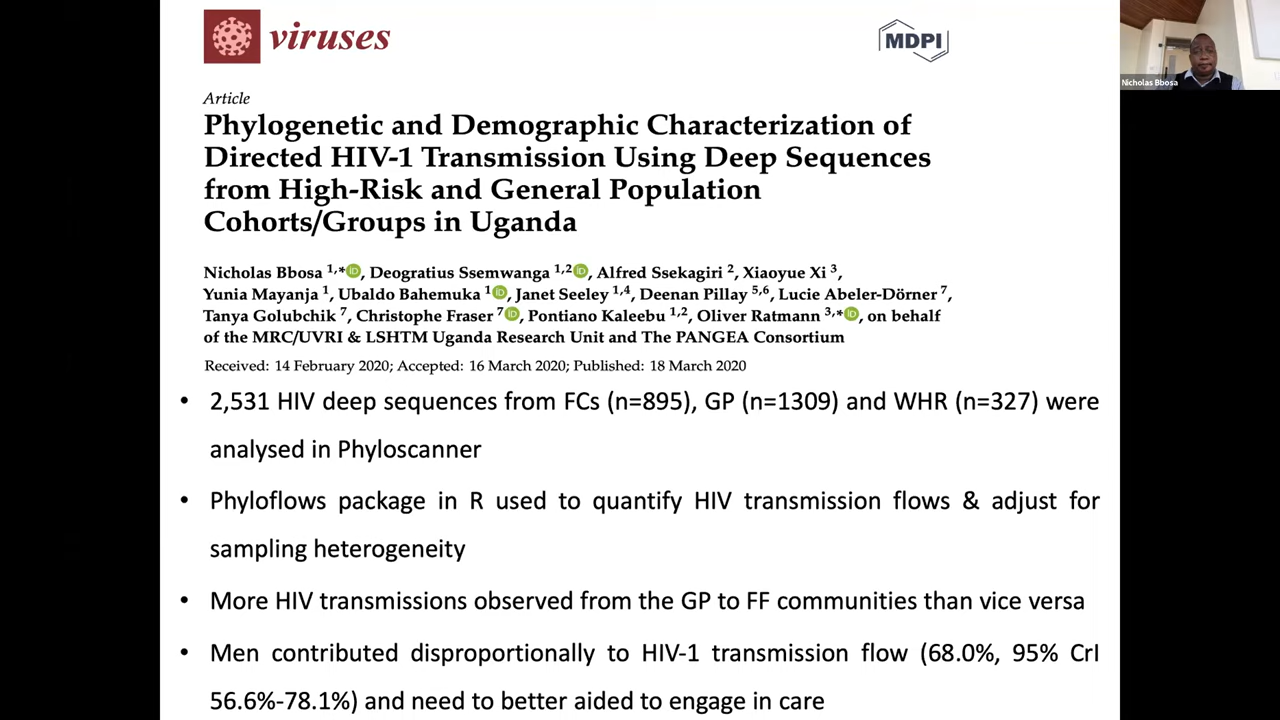 viruses
MDPI
Nicholas Bbosa
Article
Phylogenetic and Demographic Characterization of
Directed HIV-1 Transmission Using Deep Sequences
from High-Risk and General Population
Cohorts/Groups in Uganda
Nicholas Bbosa 1,* iD, Deogratius Ssemwanga 1,2 iD, Alfred Ssekagiri 2, Xiaoyue Xi 3,
Yunia Mayanja 1, Ubaldo Bahemuka 1 iD, Janet Seeley 1,4, Deenan Pillay 5,6, Lucie Abeler-Dörner 7,
Tanya Golubchik 7, Christophe Fraser 7 iD, Pontiano Kaleebu 1,2, Oliver Ratmann 3,* iD, on behalf
of the MRC/UVRI & LSHTM Uganda Research Unit and The PANGEA Consortium
Received: 14 February 2020; Accepted: 16 March 2020; Published: 18 March 2020
• 2,531 HIV deep sequences from FCs (n=895), GP (n=1309) and WHR (n=327) were
analysed in Phyloscanner
• Phyloflows package in R used to quantify HIV transmission flows & adjust for
sampling heterogeneity
• More HIV transmissions observed from the GP to FF communities than vice versa
• Men contributed disproportionally to HIV-1 transmission flow (68.0%, 95% CrI
56.6%-78.1%) and need to better aided to engage in care